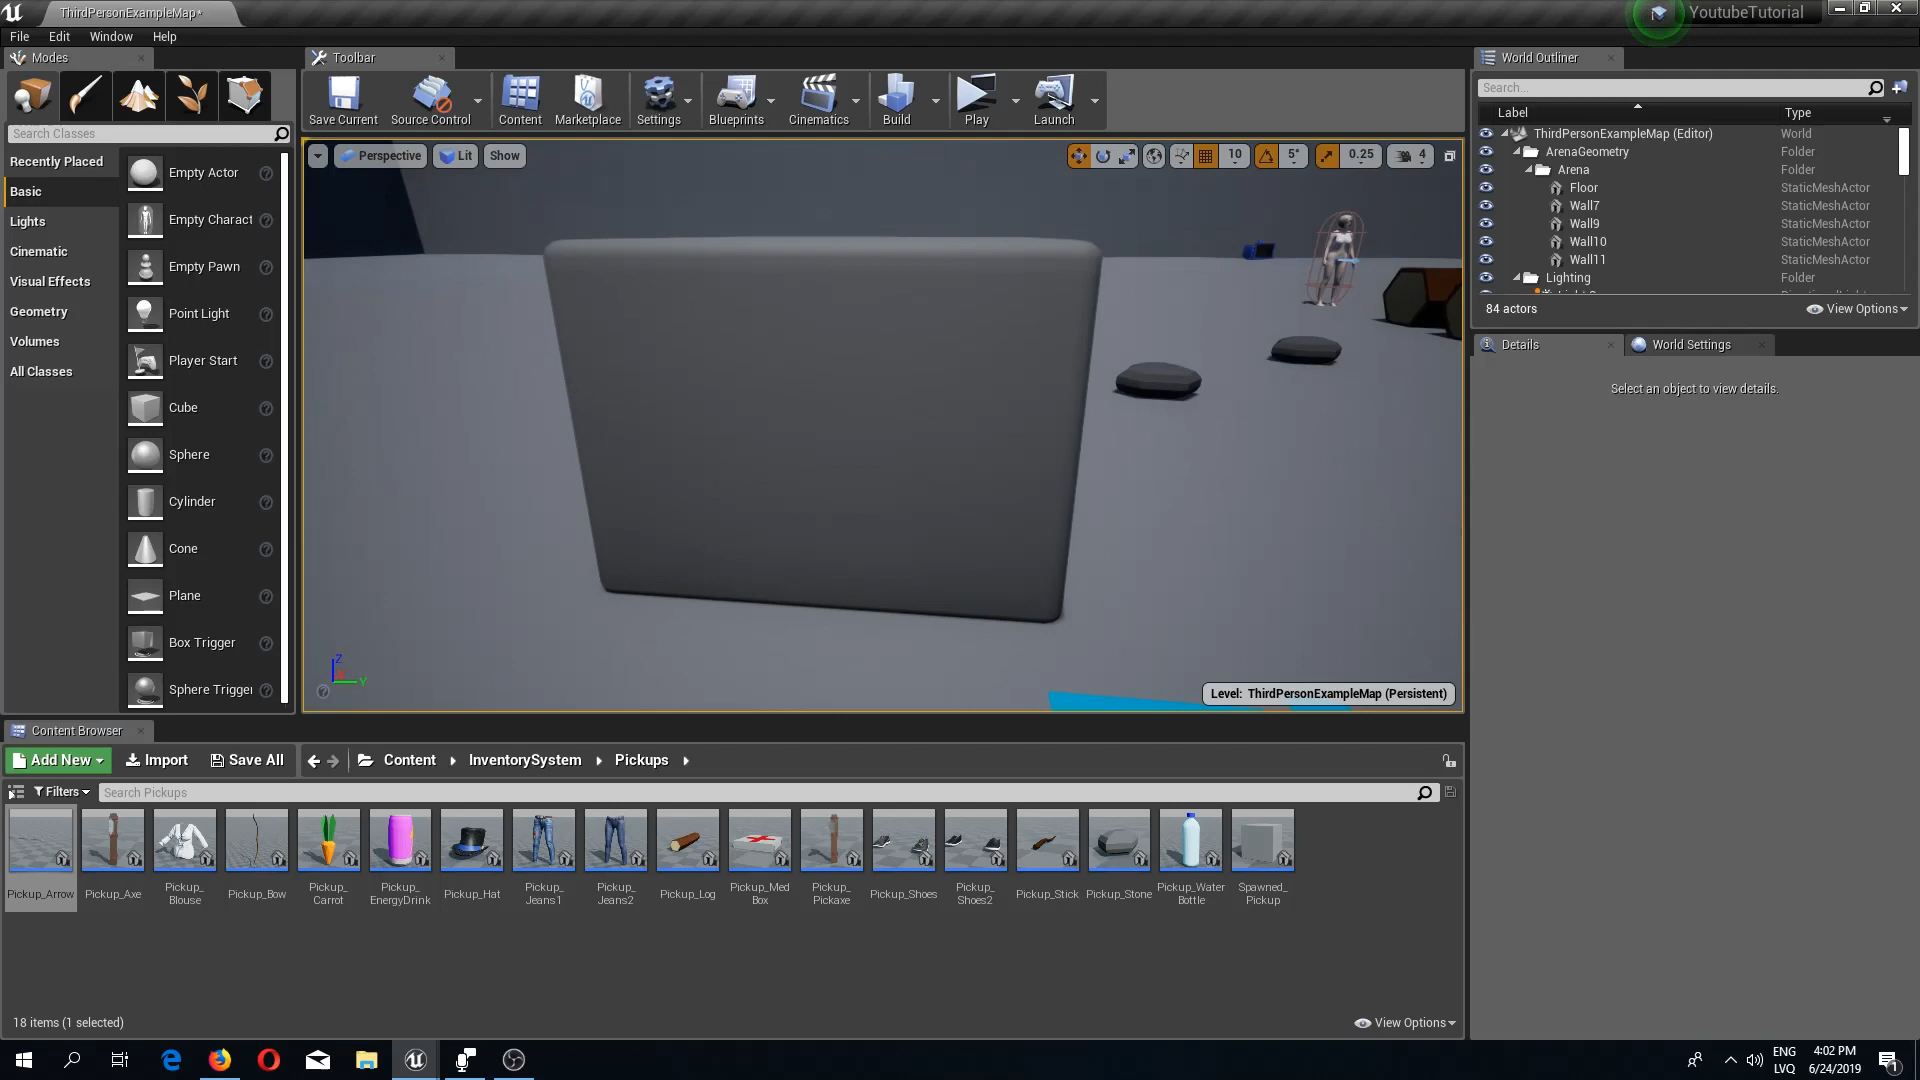 ThirdPersonExampleMap*
YoutubeTutorial
File Edit Window Help
Modes
Toolbar
World Outliner
Save Current
Source Control
Content
Marketplace
Settings
Blueprints
Cinematics
Build
Play
Launch
Search Classes
Recently Placed
Basic
Lights
Cinematic
Visual Effects
Geometry
Volumes
All Classes
Empty Actor
Empty Charact
Empty Pawn
Point Light
Player Start
Cube
Sphere
Cylinder
Cone
Plane
Box Trigger
Sphere Trigger
Perspective Lit Show
10 5° 0.25 4
Z
Y
Level: ThirdPersonExampleMap (Persistent)
Search...
Label Type
ThirdPersonExampleMap (Editor) World
ArenaGeometry Folder
Arena Folder
Floor StaticMeshActor
Wall7 StaticMeshActor
Wall9 StaticMeshActor
Wall10 StaticMeshActor
Wall11 StaticMeshActor
Lighting Folder
84 actors
View Options
Details
World Settings
Select an object to view details.
Content Browser
Add New Import Save All
Content InventorySystem Pickups
Filters
Search Pickups
Pickup_Arrow
Pickup_Axe
Pickup_
Blouse
Pickup_Bow
Pickup_
Carrot
Pickup_
EnergyDrink
Pickup_Hat
Pickup_
Jeans1
Pickup_
Jeans2
Pickup_Log
Pickup_Med
Box
Pickup_
Pickaxe
Pickup_Shoes
Pickup_
Shoes2
Pickup_Stick
Pickup_Stone
Pickup_Water
Bottle
Spawned_
Pickup
18 items (1 selected)
View Options
ENG
LVQ
4:02 PM
6/24/2019
1